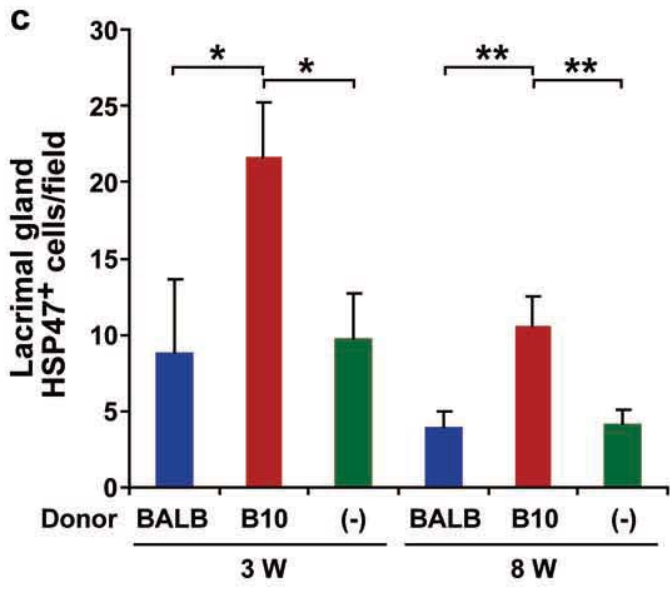 c
Lacrimal gland
HSP47⁺ cells/field
30
25
20
15
10
5
0
* *
** **
Donor BALB B10 (-) BALB B10 (-)
3 W 8 W